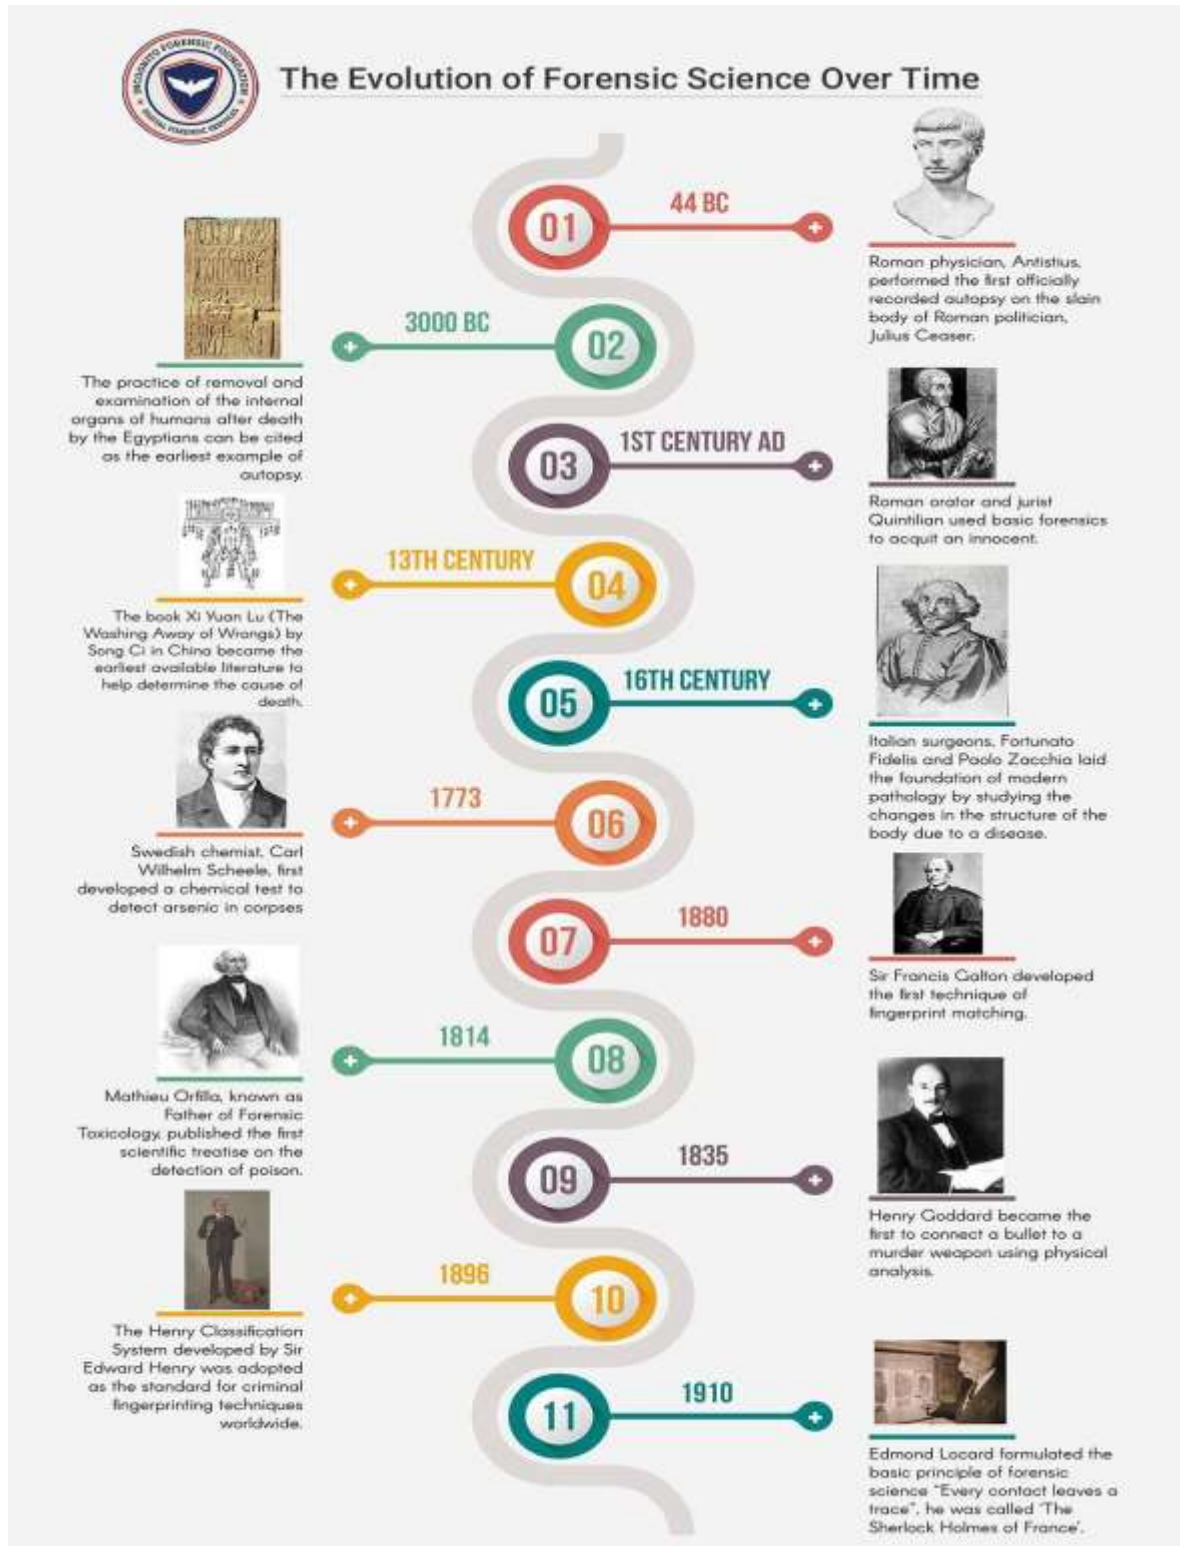 INCOGNITO FORENSIC FOUNDATION
DIGITAL FORENSIC SERVICES
The Evolution of Forensic Science Over Time
01
44 BC
Roman physician, Antistius,
performed the first officially
recorded autopsy on the slain
body of Roman politician,
Julius Ceaser.
02
3000 BC
The practice of removal and
examination of the internal
organs of humans after death
by the Egyptians can be cited
as the earliest example of
autopsy.
03
1ST CENTURY AD
Roman orator and jurist
Quintilian used basic forensics
to acquit an innocent.
04
13TH CENTURY
The book Xi Yuan Lu (The
Washing Away of Wrongs) by
Song Ci in China became the
earliest available literature to
help determine the cause of
death.
05
16TH CENTURY
Italian surgeons, Fortunato
Fidelis and Paolo Zacchia laid
the foundation of modern
pathology by studying the
changes in the structure of the
body due to a disease.
06
1773
Swedish chemist, Carl
Wilhelm Scheele, first
developed a chemical test to
detect arsenic in corpses
07
1880
Sir Francis Galton developed
the first technique of
fingerprint matching.
08
1814
Mathieu Orfilla, known as
Father of Forensic
Toxicology, published the first
scientific treatise on the
detection of poison.
09
1835
Henry Goddard became the
first to connect a bullet to a
murder weapon using physical
analysis.
10
1896
The Henry Classification
System developed by Sir
Edward Henry was adopted
as the standard for criminal
fingerprinting techniques
worldwide.
11
1910
Edmond Locard formulated the
basic principle of forensic
science "Every contact leaves a
trace", he was called 'The
Sherlock Holmes of France'.